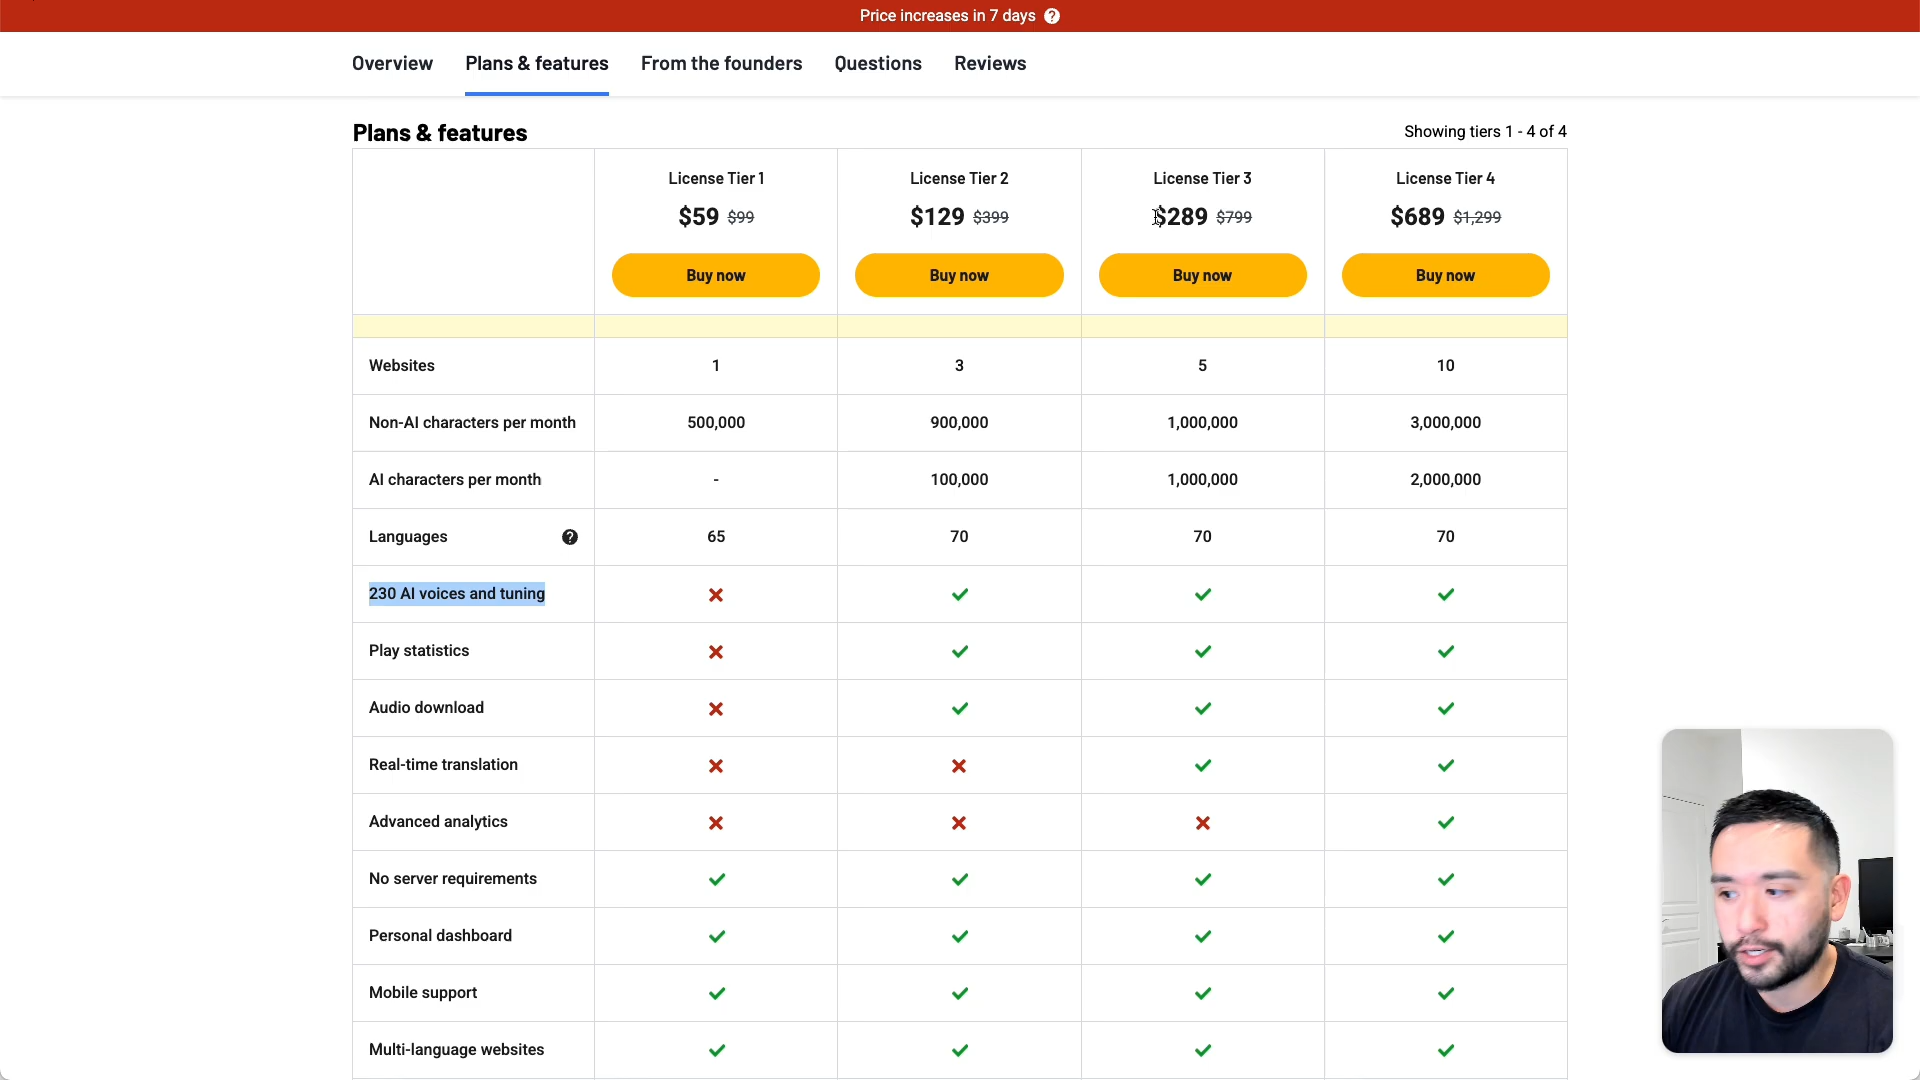 Price increases in 7 days ?
Overview Plans & features From the founders Questions Reviews
Plans & features Showing tiers 1 - 4 of 4
License Tier 1 License Tier 2 License Tier 3 License Tier 4
$59 $99 $129 $399 $289 $799 $689 $1,299
Buy now Buy now Buy now Buy now
Websites 1 3 5 10
Non-AI characters per month 500,000 900,000 1,000,000 3,000,000
AI characters per month - 100,000 1,000,000 2,000,000
Languages ? 65 70 70 70
230 AI voices and tuning
Play statistics
Audio download
Real-time translation
Advanced analytics
No server requirements
Personal dashboard
Mobile support
Multi-language websites